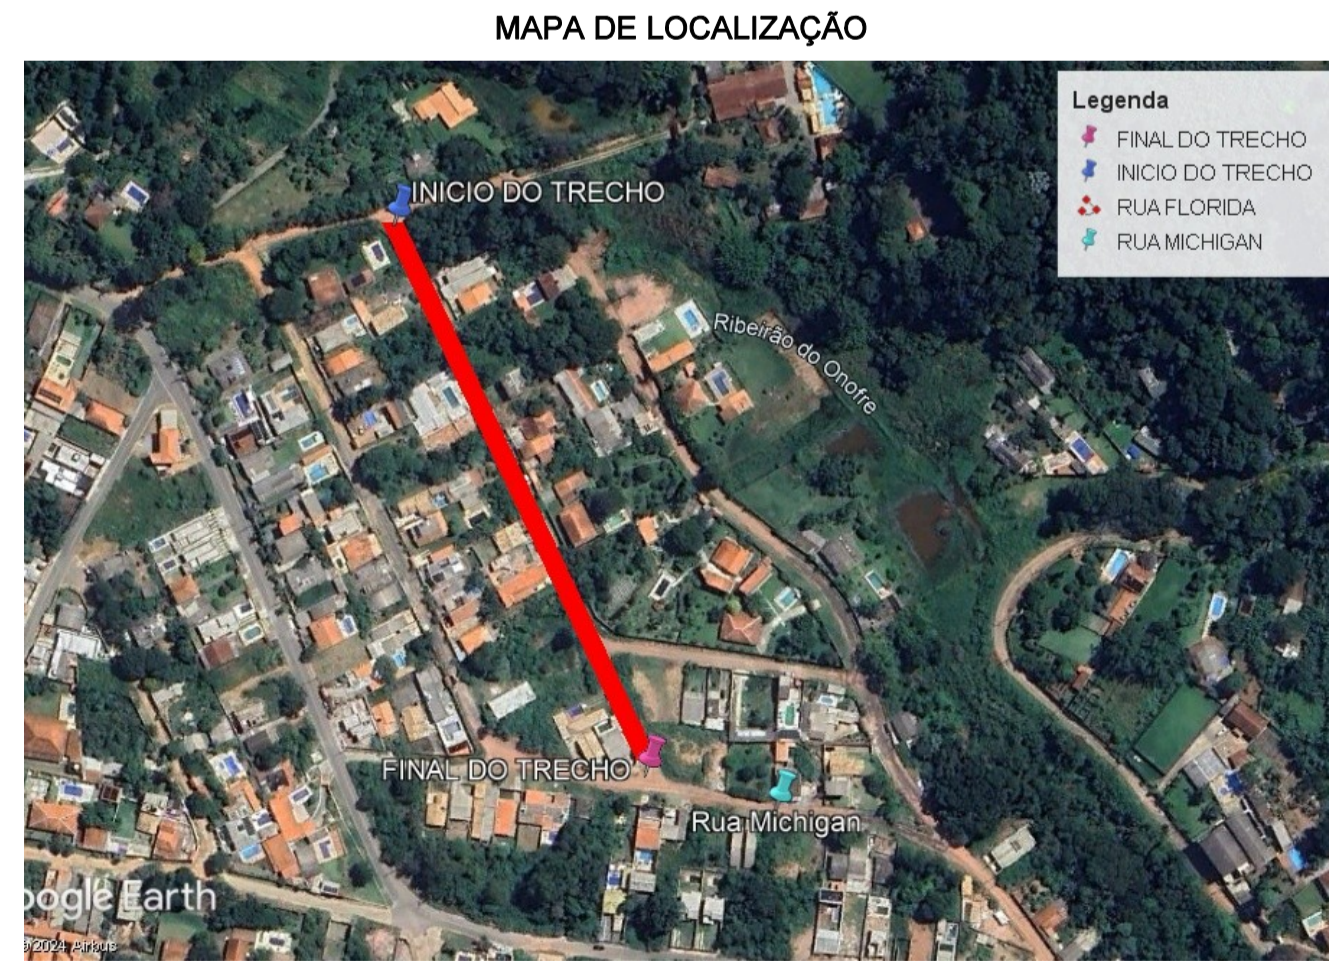 MAPA DE LOCALIZAÇÃO
Legenda
FINAL DO TRECHO
INICIO DO TRECHO
RUA FLORIDA
RUA MICHIGAN
INICIO DO TRECHO
Ribeirão do Onofre
FINAL DO TRECHO
Rua Michigan
oogle Earth
2024 Airbus